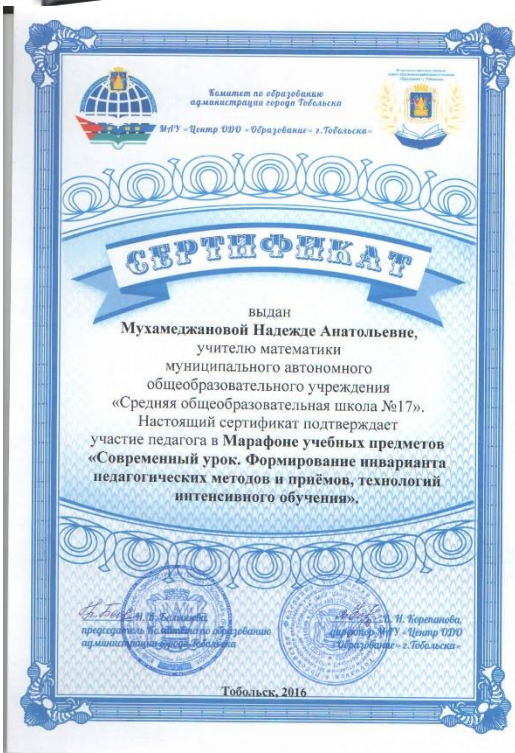 Комитет по образованию
администрации города Тобольска
МАУ «Центр ОДО «Образование» г.Тобольска»
СЕРТИФИКАТ
выдан
Мухамеджановой Надежде Анатольевне,
учителю математики
муниципального автономного
общеобразовательного учреждения
«Средняя общеобразовательная школа №17».
Настоящий сертификат подтверждает
участие педагога в Марафоне учебных предметов
«Современный урок. Формирование инварианта
педагогических методов и приёмов, технологий
интенсивного обучения».
председатель Комитета по образованию
администрации города Тобольска
Н. Корепанова,
директор МАУ «Центр ОДО
«Образование» г.Тобольска»
Тобольск, 2016